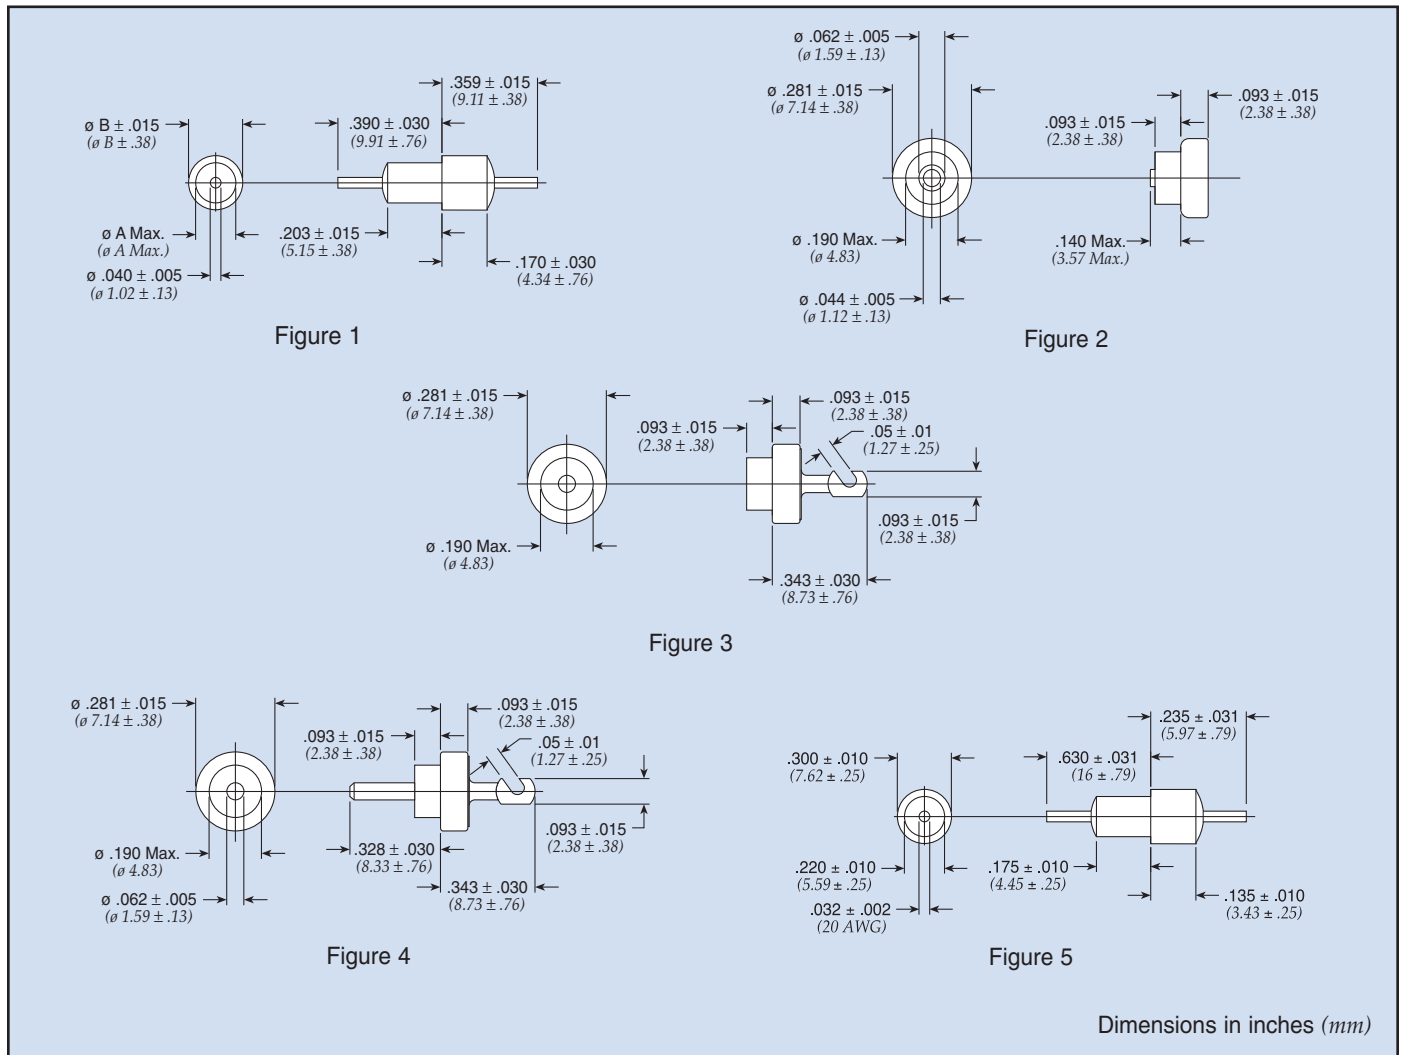 .359 ± .015
(9.11 ± .38)
ø B ± .015
(ø B ± .38)
.390 ± .030
(9.91 ± .76)
ø A Max.
(ø A Max.)
.203 ± .015
(5.15 ± .38)
.170 ± .030
(4.34 ± .76)
ø .040 ± .005
(ø 1.02 ± .13)
Figure 1
ø .062 ± .005
(ø 1.59 ± .13)
ø .281 ± .015
(ø 7.14 ± .38)
.093 ± .015
(2.38 ± .38)
.093 ± .015
(2.38 ± .38)
ø .190 Max.
(ø 4.83)
.140 Max.
(3.57 Max.)
ø .044 ± .005
(ø 1.12 ± .13)
Figure 2
ø .281 ± .015
(ø 7.14 ± .38)
.093 ± .015
(2.38 ± .38)
.093 ± .015
(2.38 ± .38)
.05 ± .01
(1.27 ± .25)
.093 ± .015
(2.38 ± .38)
ø .190 Max.
(ø 4.83)
.343 ± .030
(8.73 ± .76)
Figure 3
ø .281 ± .015
(ø 7.14 ± .38)
.093 ± .015
(2.38 ± .38)
.093 ± .015
(2.38 ± .38)
.05 ± .01
(1.27 ± .25)
.093 ± .015
(2.38 ± .38)
ø .190 Max.
(ø 4.83)
.328 ± .030
(8.33 ± .76)
.343 ± .030
(8.73 ± .76)
ø .062 ± .005
(ø 1.59 ± .13)
Figure 4
.235 ± .031
(5.97 ± .79)
.300 ± .010
(7.62 ± .25)
.630 ± .031
(16 ± .79)
.220 ± .010
(5.59 ± .25)
.175 ± .010
(4.45 ± .25)
.135 ± .010
(3.43 ± .25)
.032 ± .002
(20 AWG)
Figure 5
Dimensions in inches (mm)